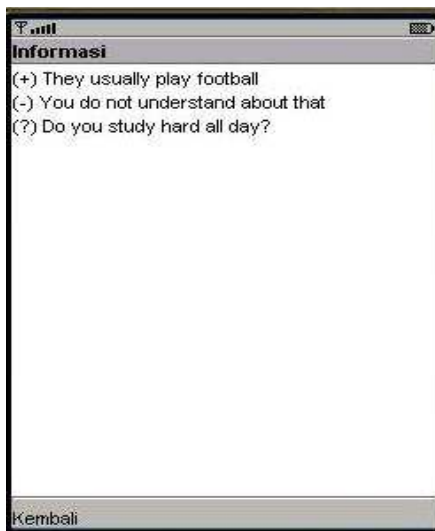 Informasi
(+) They usually play football
(-) You do not understand about that
(?) Do you study hard all day?
Kembali